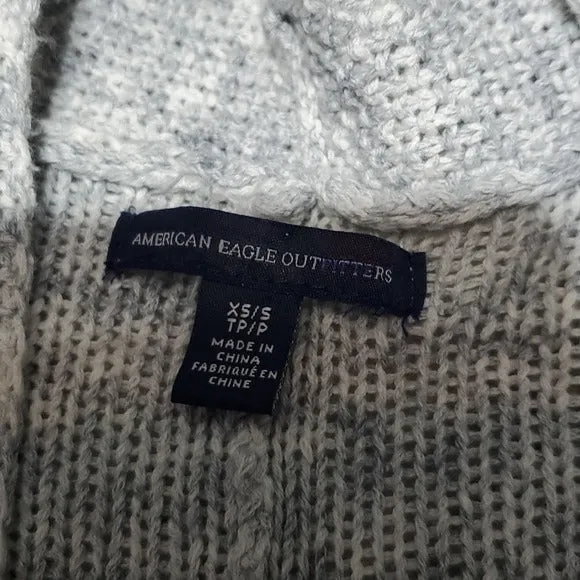 AMERICAN EAGLE OUTFITTERS
XS/S
TP/P
MADE IN
CHINA
FABRIQUÉ EN
CHINE